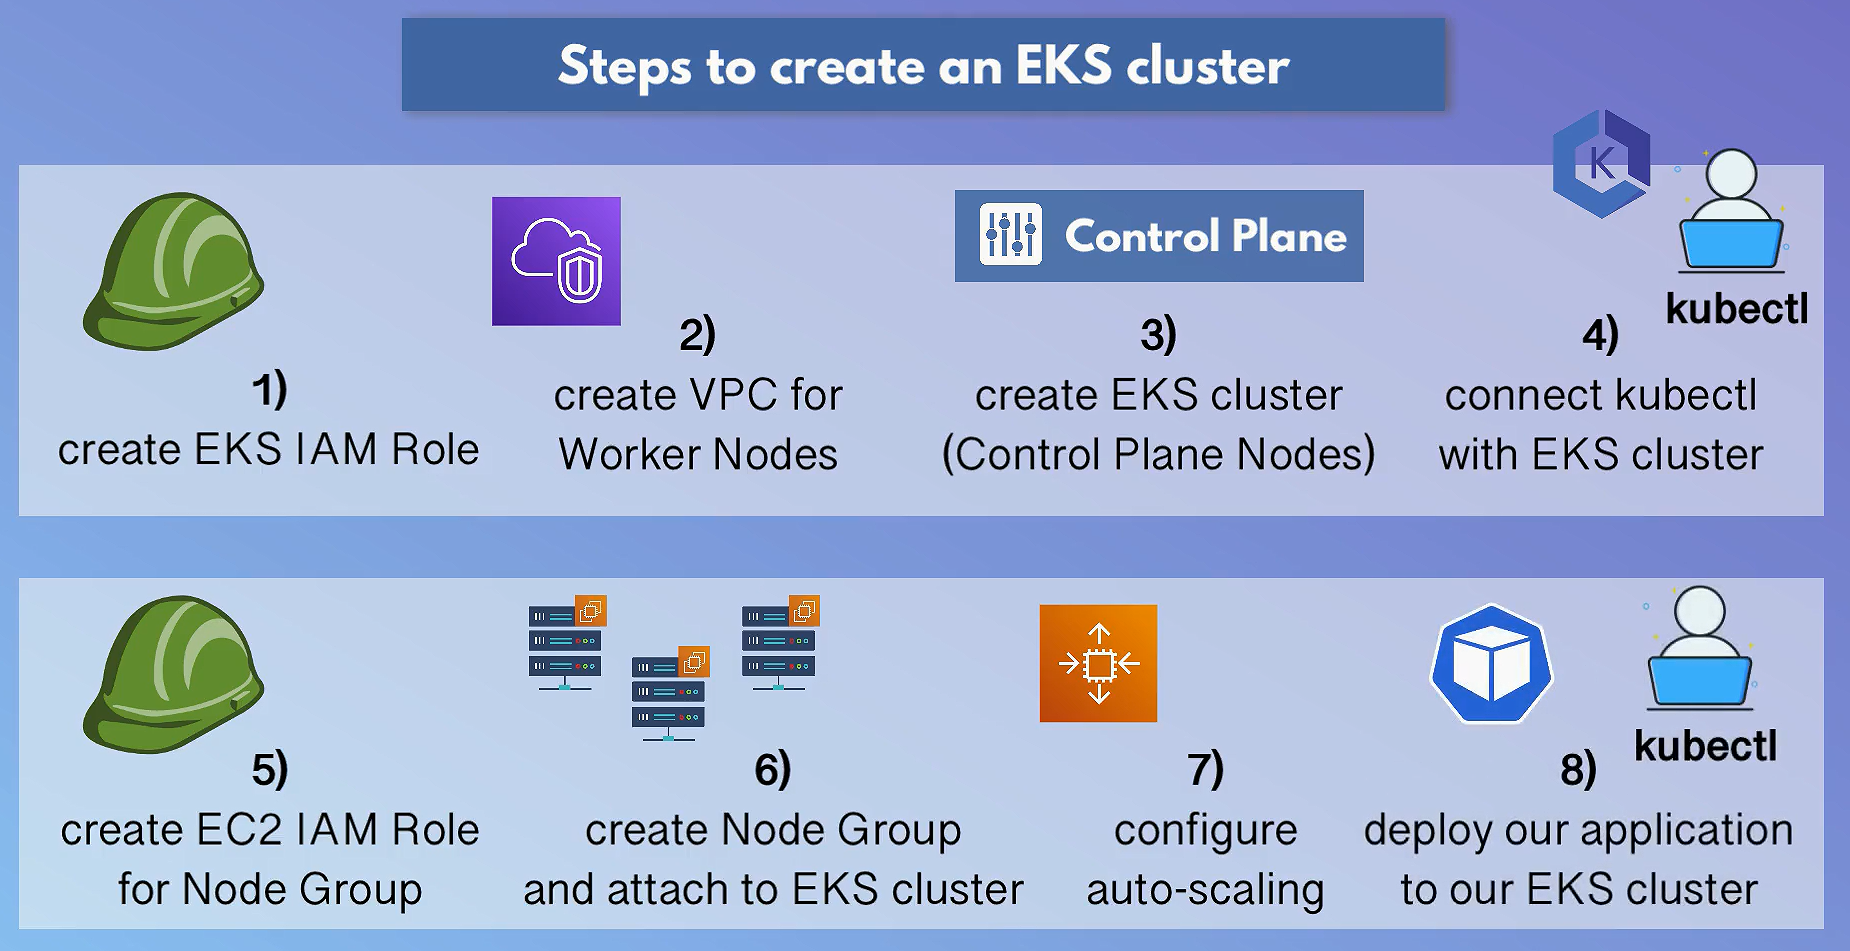 Steps to create an EKS cluster
K
Control Plane
kubectl
1)
create EKS IAM Role
2)
create VPC for
Worker Nodes
3)
create EKS cluster
(Control Plane Nodes)
4)
connect kubectl
with EKS cluster
kubectl
5)
create EC2 IAM Role
for Node Group
6)
create Node Group
and attach to EKS cluster
7)
configure
auto-scaling
8)
deploy our application
to our EKS cluster